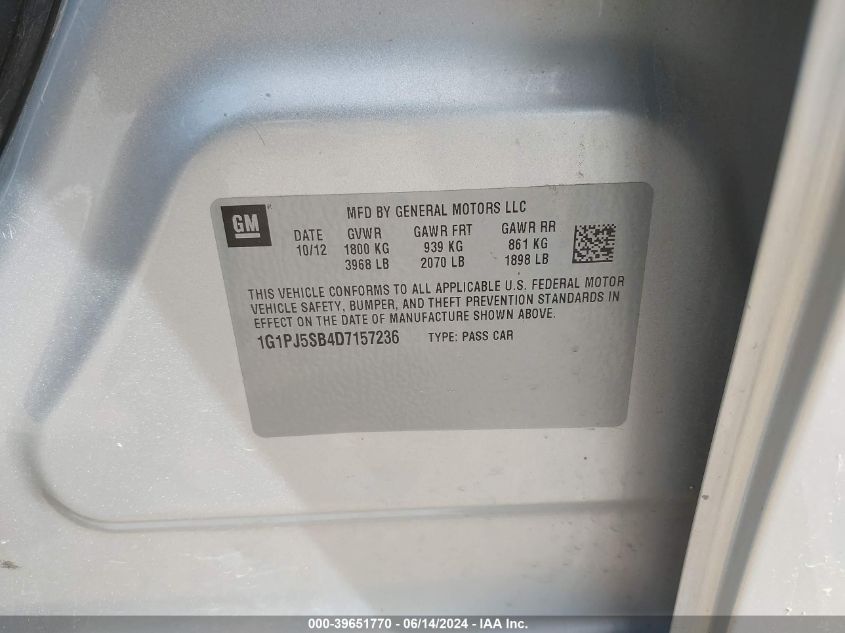 GM
MFD BY GENERAL MOTORS LLC
DATE GVWR GAWR FRT GAWR RR
10/12 1800 KG 939 KG 861 KG
3968 LB 2070 LB 1898 LB
THIS VEHICLE CONFORMS TO ALL APPLICABLE U.S. FEDERAL MOTOR
VEHICLE SAFETY, BUMPER, AND THEFT PREVENTION STANDARDS IN
EFFECT ON THE DATE OF MANUFACTURE SHOWN ABOVE.
1G1PJ5SB4D7157236 TYPE: PASS CAR
000-39651770 - 06/14/2024 - IAA Inc.